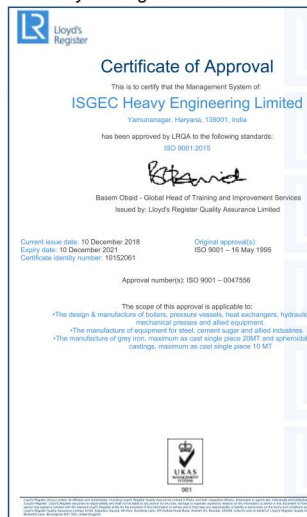 Lloyd's
Register
Certificate of Approval
This is to certify that the Management System of:
ISGEC Heavy Engineering Limited
Yamunanagar, Haryana, 135001, India
has been approved by LRQA to the following standards:
ISO 9001:2015
Basem Obaid - Global Head of Training and Improvement Services
Issued by: Lloyd's Register Quality Assurance Limited
Current issue date: 10 December 2018
Expiry date: 10 December 2021
Certificate identity number: 10152061
Original approval(s):
ISO 9001 – 16 May 1995
Approval number(s): ISO 9001 – 0047556
The scope of this approval is applicable to:
•The design & manufacture of boilers, pressure vessels, heat exchangers, hydraulic
mechanical presses and allied equipment.
•The manufacture of equipment for steel, cement sugar and allied industries.
•The manufacture of grey iron, maximum as cast single piece 20MT and spheroidal
castings, maximum as cast single piece 10 MT
UKAS
MANAGEMENT
SYSTEMS
001